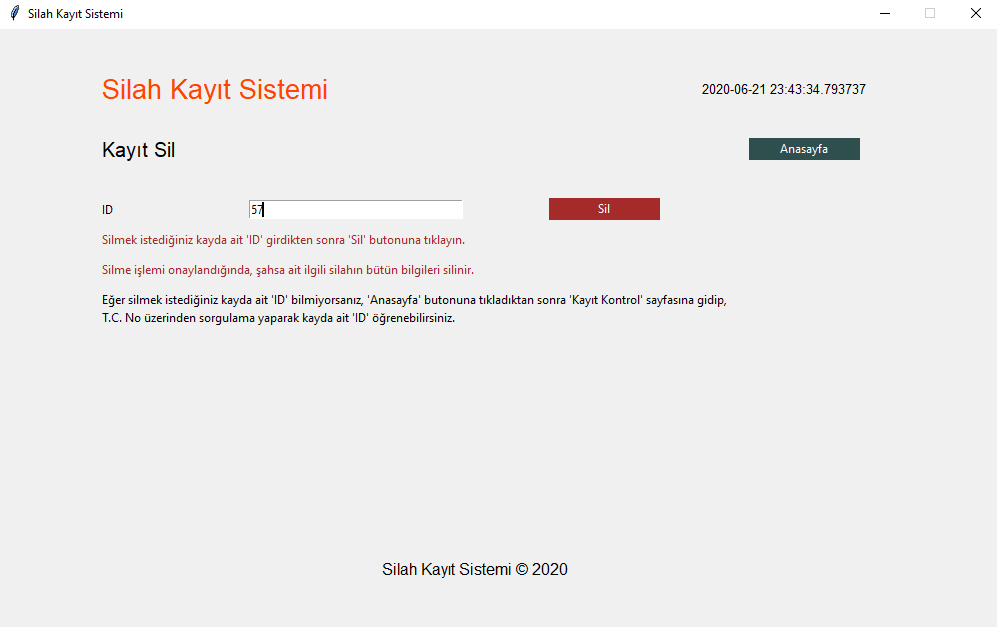 Silah Kayıt Sistemi
Silah Kayıt Sistemi
2020-06-21 23:43:34.793737
Kayıt Sil
Anasayfa
ID
57
Sil
Silmek istediğiniz kayda ait 'ID' girdikten sonra 'Sil' butonuna tıklayın.
Silme işlemi onaylandığında, şahsa ait ilgili silahın bütün bilgileri silinir.
Eğer silmek istediğiniz kayda ait 'ID' bilmiyorsanız, 'Anasayfa' butonuna tıkladıktan sonra 'Kayıt Kontrol' sayfasına gidip,
T.C. No üzerinden sorgulama yaparak kayda ait 'ID' öğrenebilirsiniz.
Silah Kayıt Sistemi © 2020